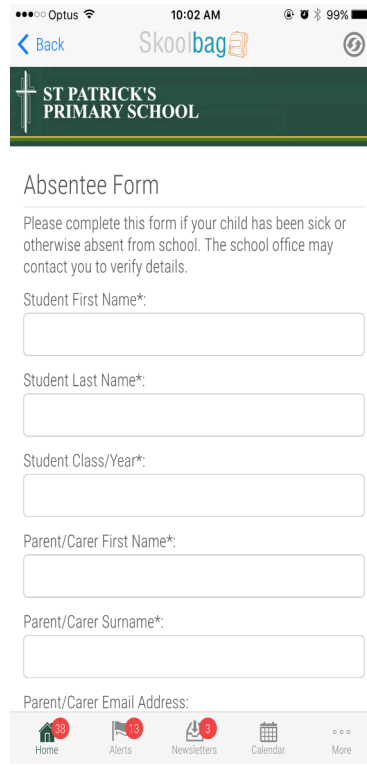 Optus 10:02 AM 99%
Back Skoolbag
ST PATRICK'S
PRIMARY SCHOOL
Absentee Form
Please complete this form if your child has been sick or
otherwise absent from school. The school office may
contact you to verify details.
Student First Name*:
Student Last Name*:
Student Class/Year*:
Parent/Carer First Name*:
Parent/Carer Surname*:
Parent/Carer Email Address:
38 13 3
Home Alerts Newsletters Calendar More